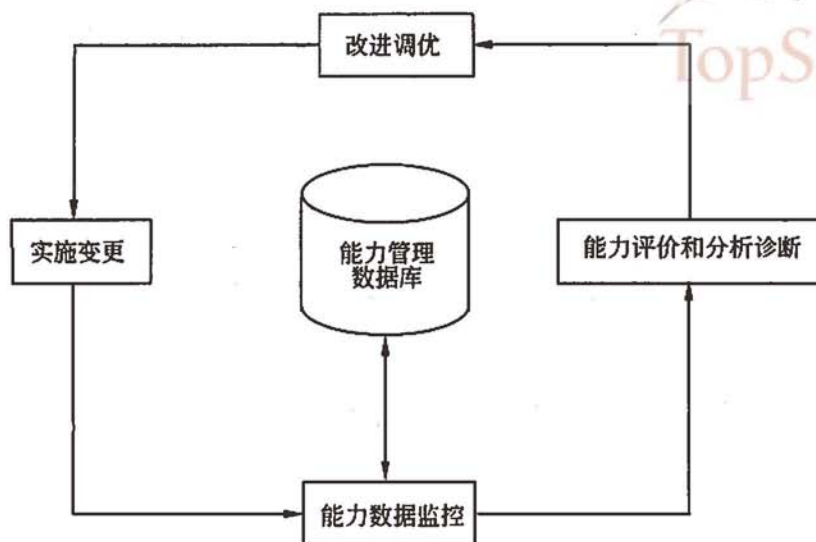 TopS
改进调优
实施变更
能力管理
数据库
能力评价和分析诊断
能力数据监控